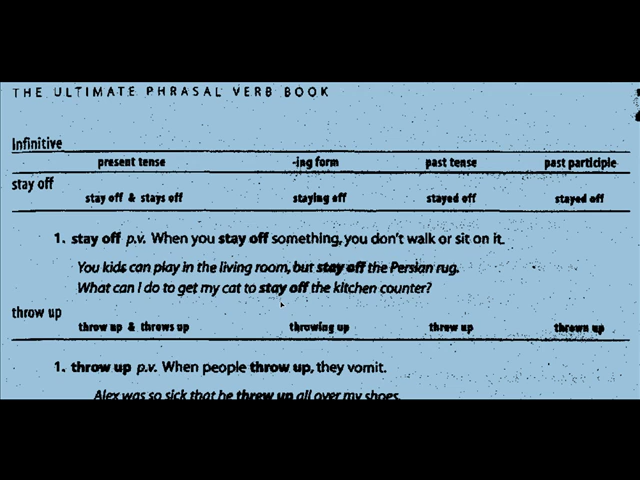 THE ULTIMATE PHRASAL VERB BOOK
Infinitive
present tense -ing form past tense past participle
stay off
stay off & stays off staying off stayed off stayed off
1. stay off p.v. When you stay off something, you don't walk or sit on it.
You kids can play in the living room, but stay off the Persian rug.
What can I do to get my cat to stay off the kitchen counter?
throw up
throw up & throws up throwing up threw up thrown up
1. throw up p.v. When people throw up, they vomit.
Alex was so sick that he threw up all over my shoes.